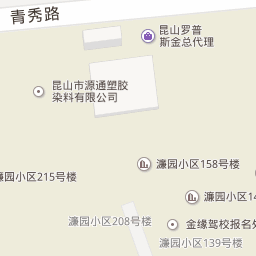 青秀路
昆山罗普
斯金总代理
昆山市源通塑胶
染料有限公司
濂园小区158号楼
濂园小区215号楼
濂园小区14
濂园小区208号楼
金缘驾校报名处
濂园小区139号楼